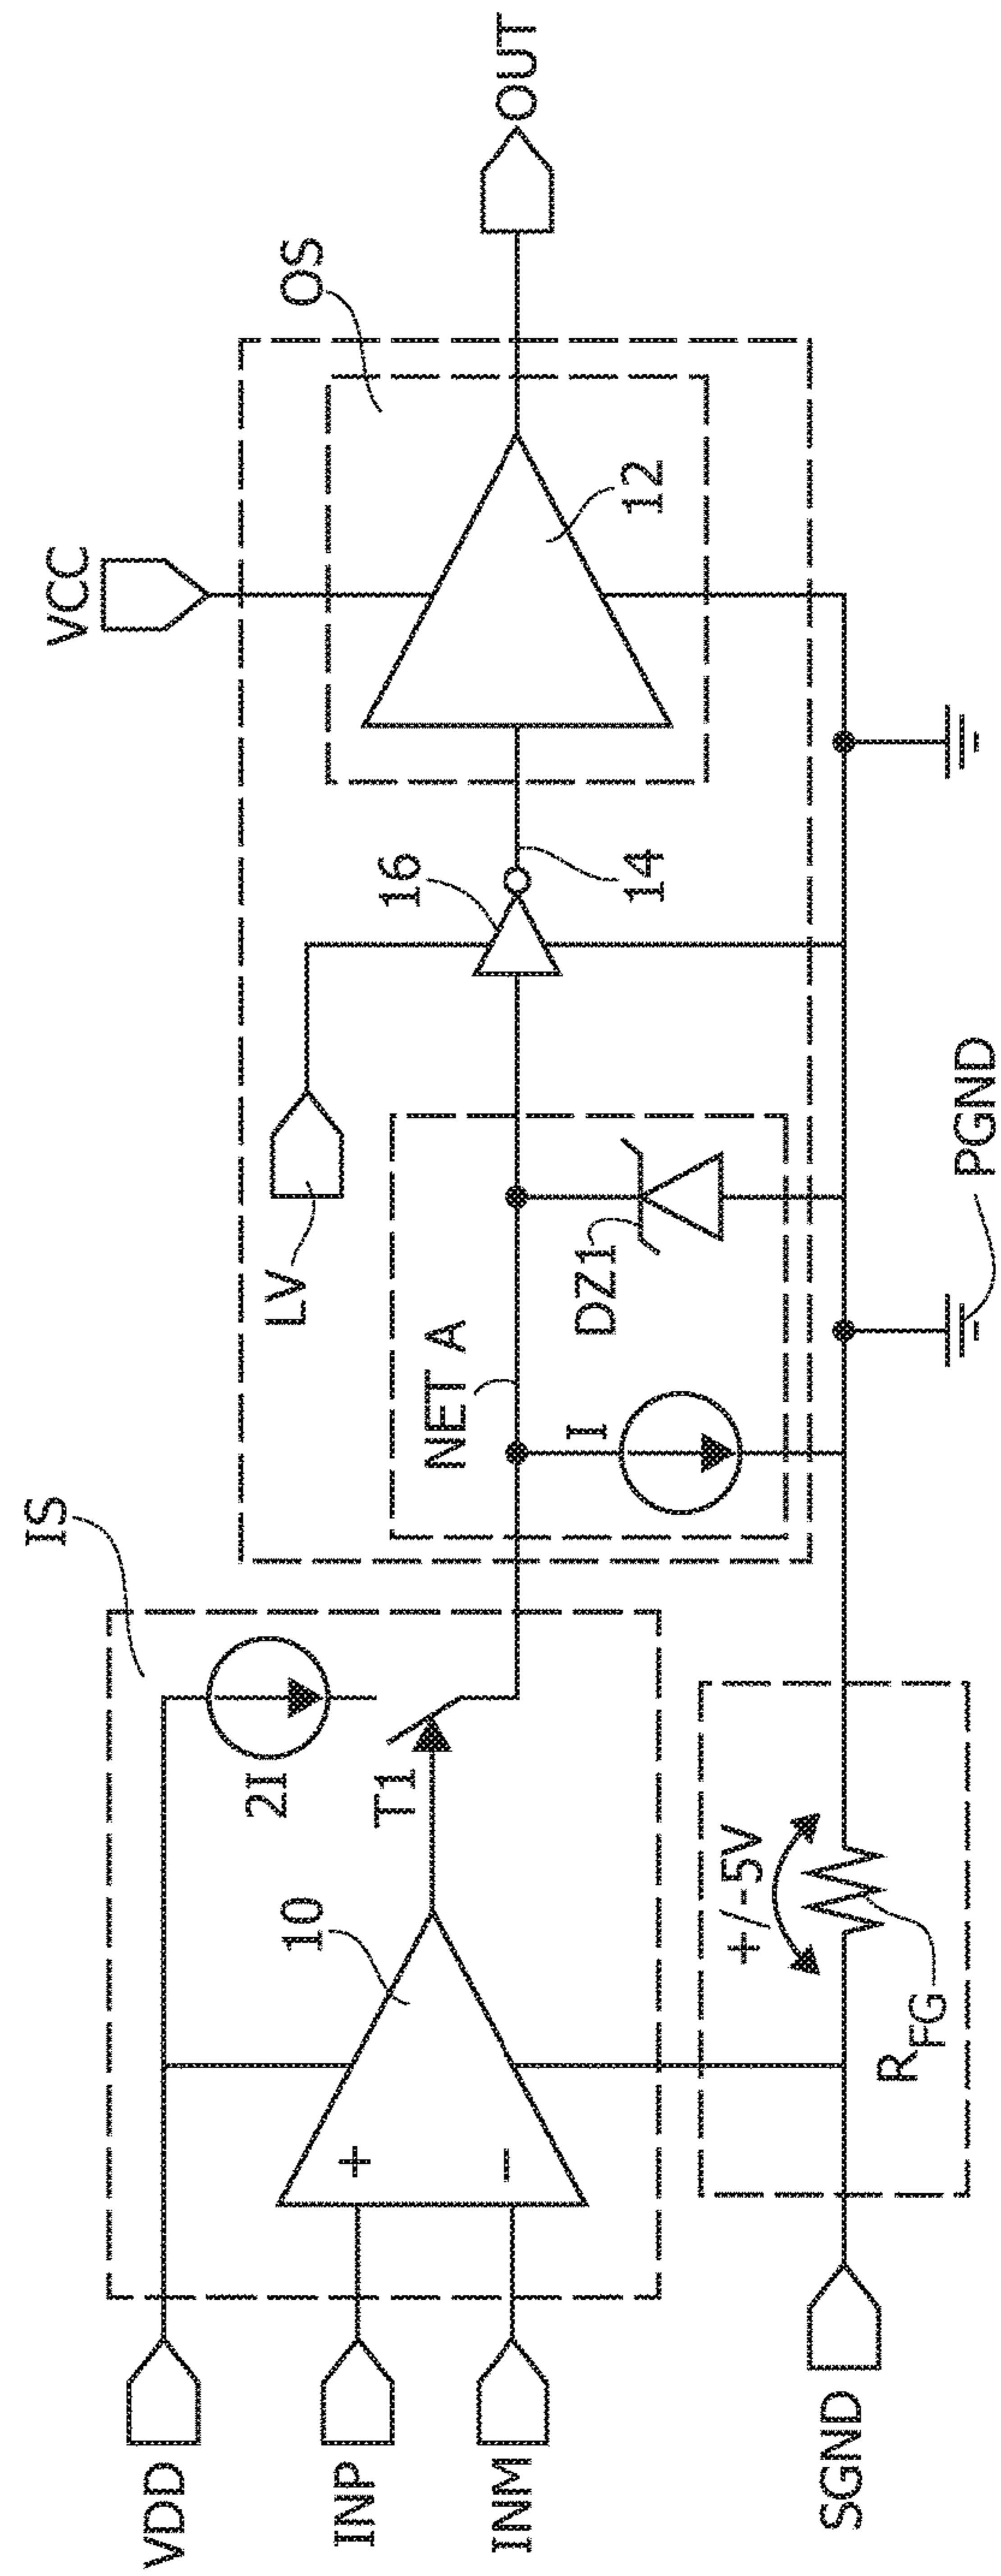 VDD
INP
INM
SGND
IS
10
+
−
2I
T1
+/-5V
RFG
NET A
I
DZ1
PGND
LV
16
14
VCC
12
OS
OUT